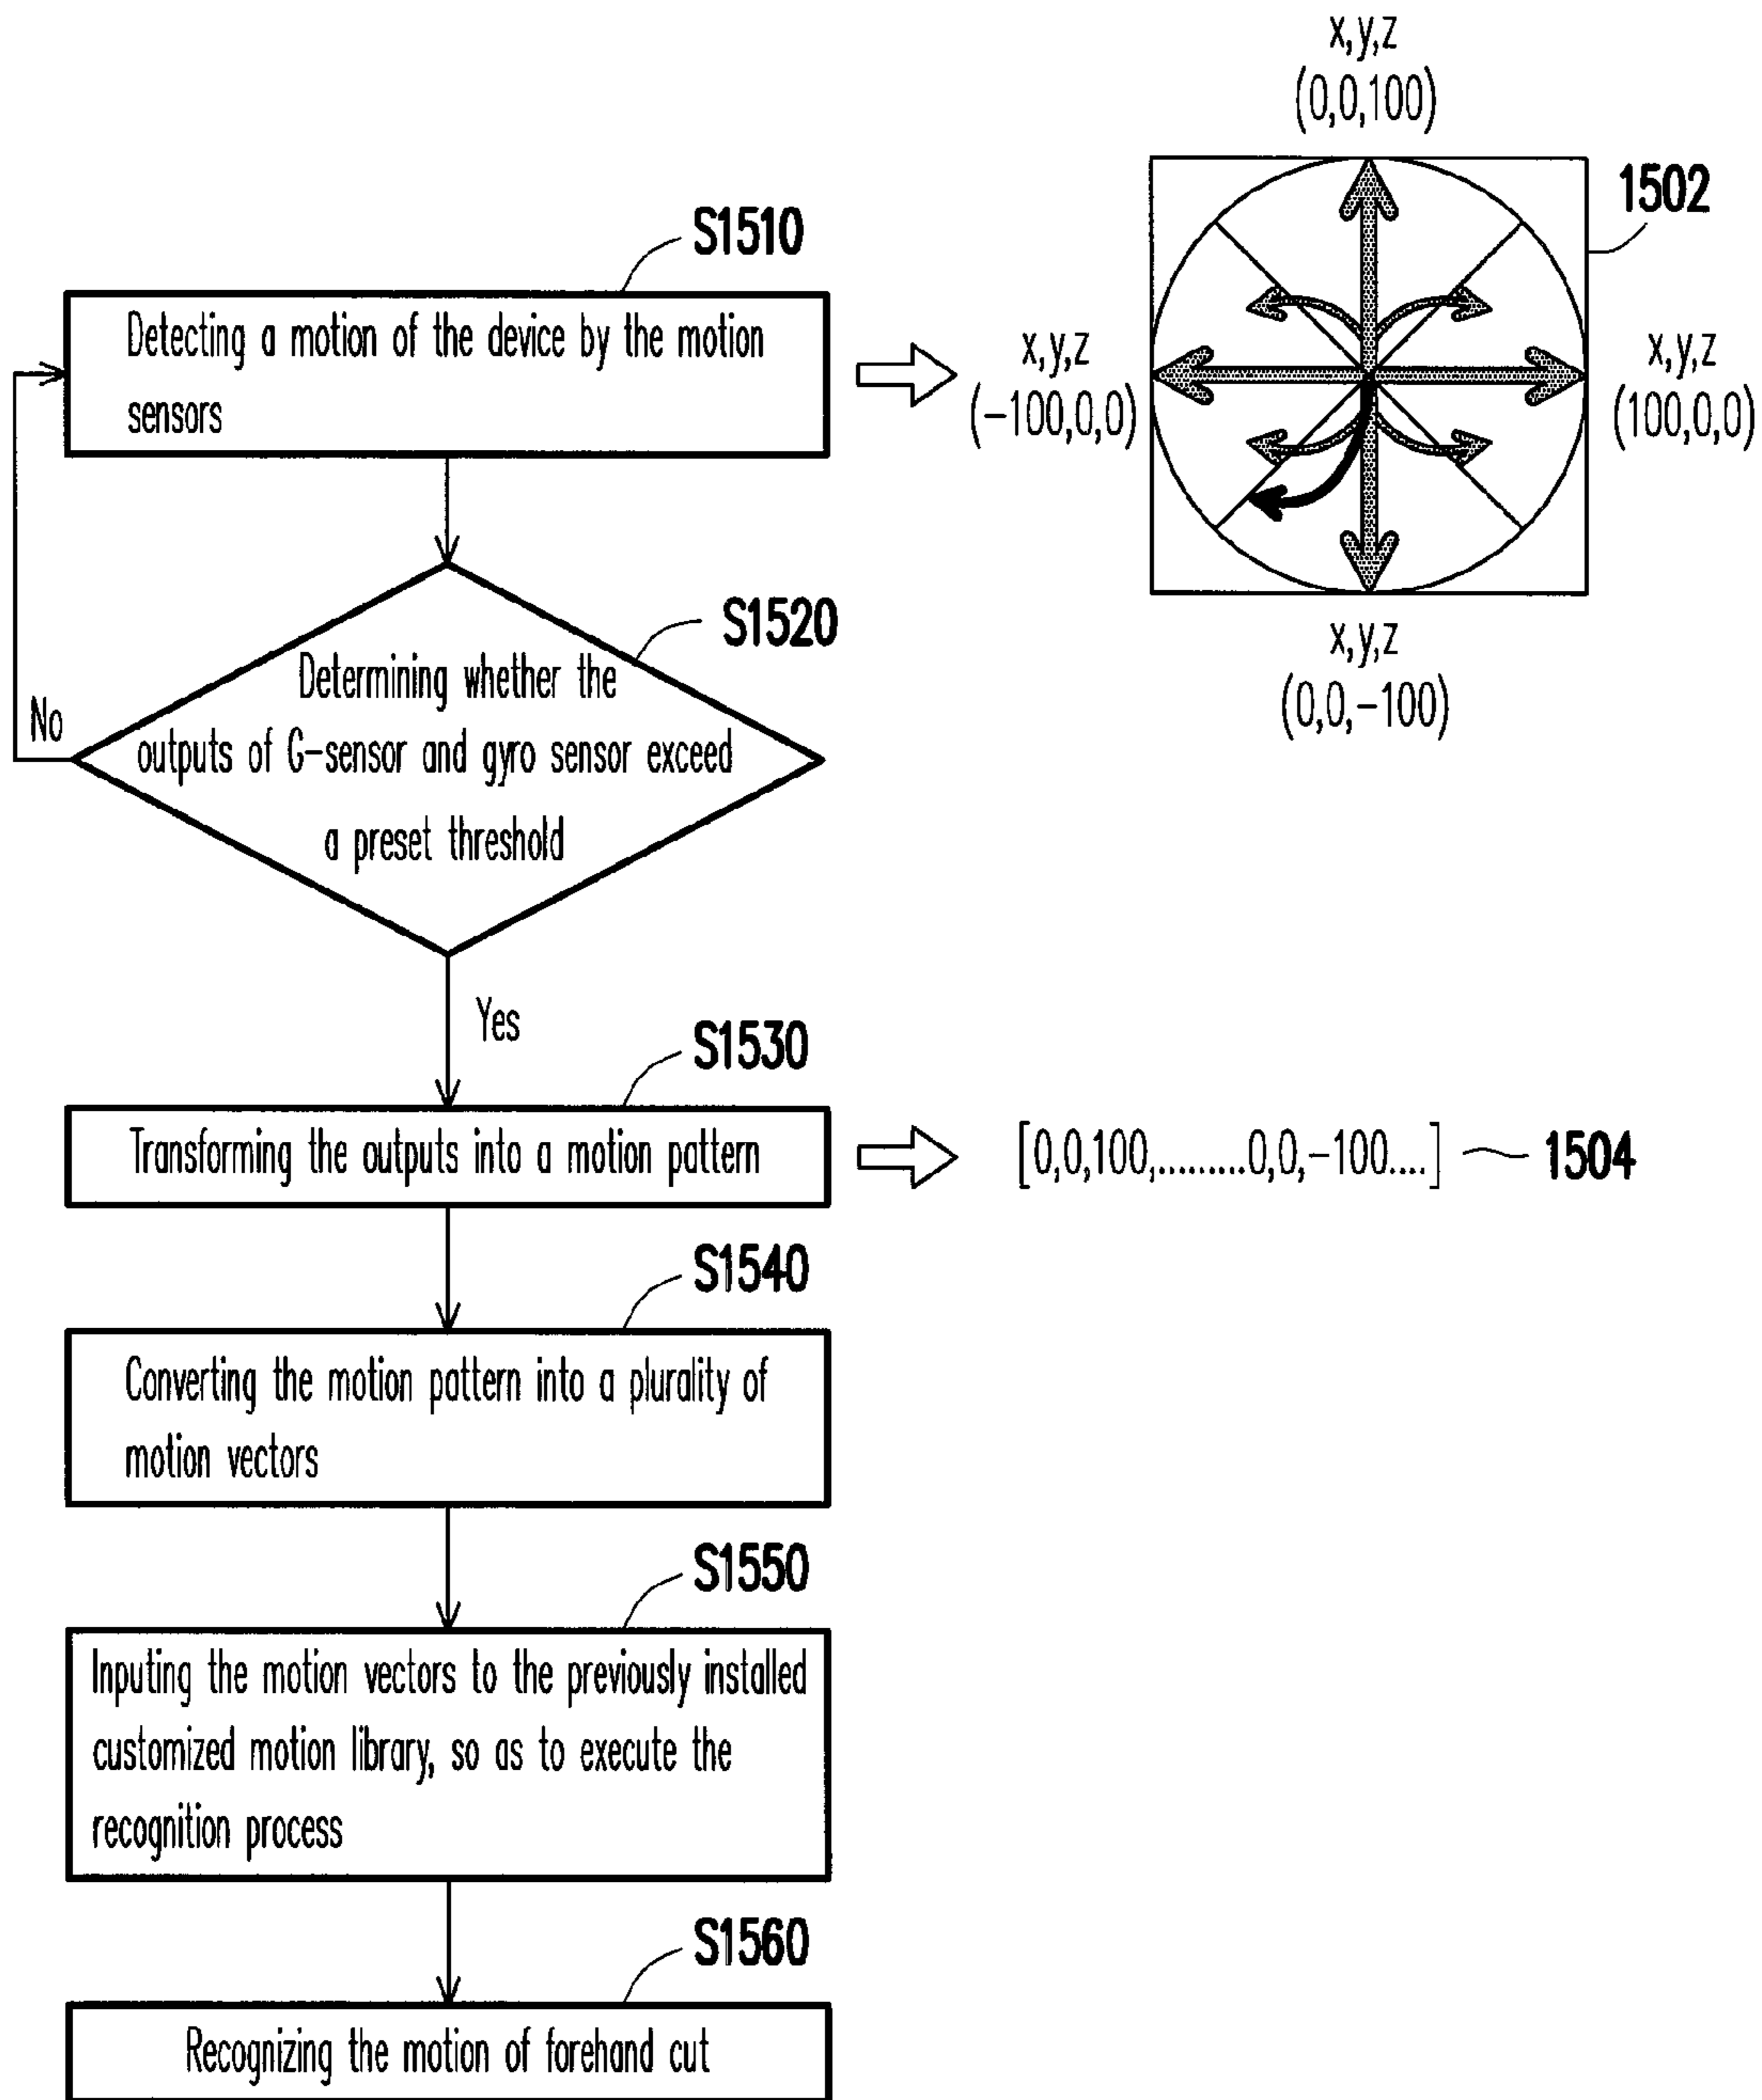 x,y,z
(0,0,100)
1502
S1510
Detecting a motion of the device by the motion
sensors
x,y,z
(-100,0,0)
x,y,z
(100,0,0)
x,y,z
(0,0,-100)
S1520
Determining whether the
outputs of G-sensor and gyro sensor exceed
a preset threshold
No
Yes
S1530
Transforming the outputs into a motion pattern
[0,0,100,.........0,0,-100....]
1504
S1540
Converting the motion pattern into a plurality of
motion vectors
S1550
Inputing the motion vectors to the previously installed
customized motion library, so as to execute the
recognition process
S1560
Recognizing the motion of forehand cut